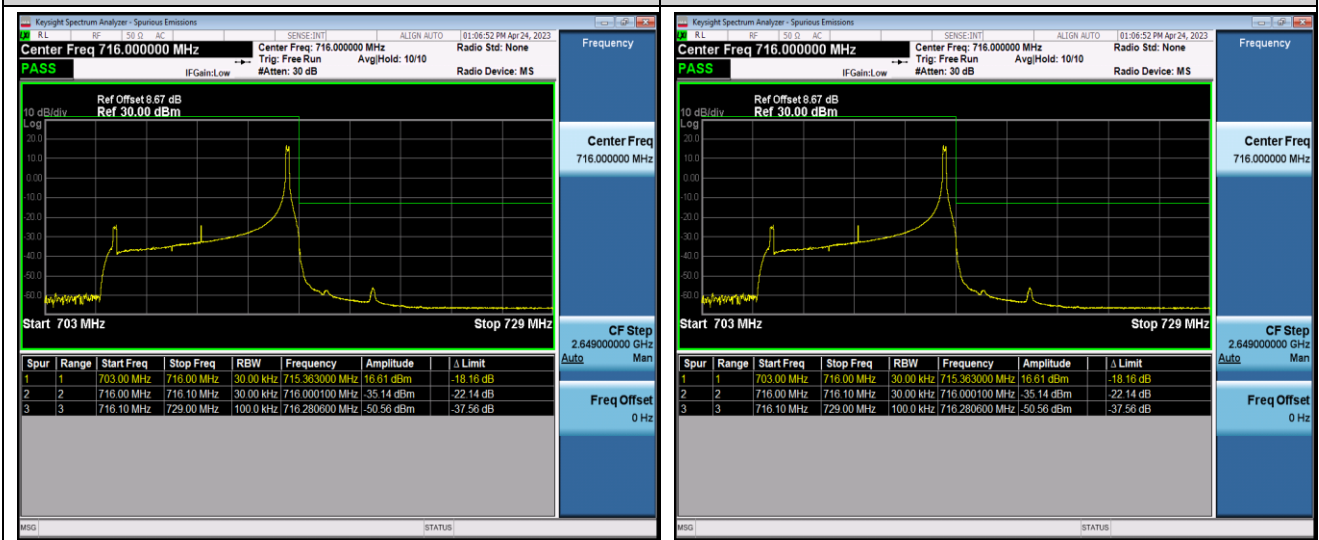 Keysight Spectrum Analyzer - Spurious Emissions
RL RF 50 Ω AC SENSE:INT ALIGN AUTO 01:06:52 PM Apr 24, 2023
Center Freq 716.000000 MHz Center Freq: 716.000000 MHz Radio Std: None
PASS IFGain:Low Trig: Free Run Avg|Hold: 10/10
#Atten: 30 dB Radio Device: MS
Ref Offset 8.67 dB
10 dB/div Ref 30.00 dBm
Log
20.0
10.0
0.00
-10.0
-20.0
-30.0
-40.0
-50.0
-60.0
Start 703 MHz Stop 729 MHz
Spur Range Start Freq Stop Freq RBW Frequency Amplitude Δ Limit
1 1 703.00 MHz 716.00 MHz 30.00 kHz 715.363000 MHz 16.61 dBm -18.16 dB
2 2 716.00 MHz 716.10 MHz 30.00 kHz 716.000100 MHz -35.14 dBm -22.14 dB
3 3 716.10 MHz 729.00 MHz 100.0 kHz 716.280600 MHz -50.56 dBm -37.56 dB
MSG STATUS
Frequency
Center Freq
716.000000 MHz
CF Step
2.649000000 GHz
Auto Man
Freq Offset
0 Hz
Keysight Spectrum Analyzer - Spurious Emissions
RL RF 50 Ω AC SENSE:INT ALIGN AUTO 01:06:52 PM Apr 24, 2023
Center Freq 716.000000 MHz Center Freq: 716.000000 MHz Radio Std: None
PASS IFGain:Low Trig: Free Run Avg|Hold: 10/10
#Atten: 30 dB Radio Device: MS
Ref Offset 8.67 dB
10 dB/div Ref 30.00 dBm
Log
20.0
10.0
0.00
-10.0
-20.0
-30.0
-40.0
-50.0
-60.0
Start 703 MHz Stop 729 MHz
Spur Range Start Freq Stop Freq RBW Frequency Amplitude Δ Limit
1 1 703.00 MHz 716.00 MHz 30.00 kHz 715.363000 MHz 16.61 dBm -18.16 dB
2 2 716.00 MHz 716.10 MHz 30.00 kHz 716.000100 MHz -35.14 dBm -22.14 dB
3 3 716.10 MHz 729.00 MHz 100.0 kHz 716.280600 MHz -50.56 dBm -37.56 dB
MSG STATUS
Frequency
Center Freq
716.000000 MHz
CF Step
2.649000000 GHz
Auto Man
Freq Offset
0 Hz